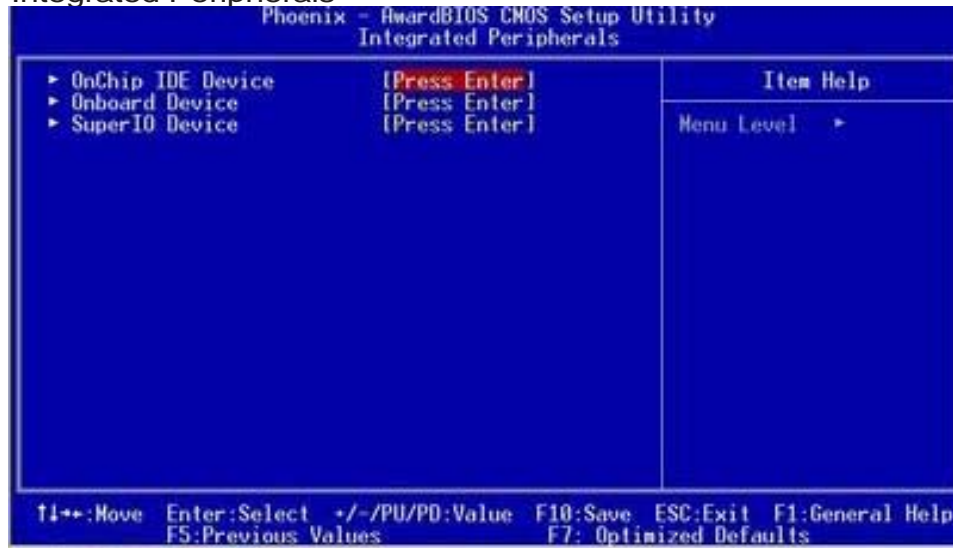 Integrated Peripherals
Phoenix - AwardBIOS CMOS Setup Utility
Integrated Peripherals
► OnChip IDE Device [Press Enter]
► Onboard Device [Press Enter]
► SuperIO Device [Press Enter]
Item Help
Menu Level ►
↑↓→←:Move Enter:Select +/-/PU/PD:Value F10:Save ESC:Exit F1:General Help
F5:Previous Values F7: Optimized Defaults